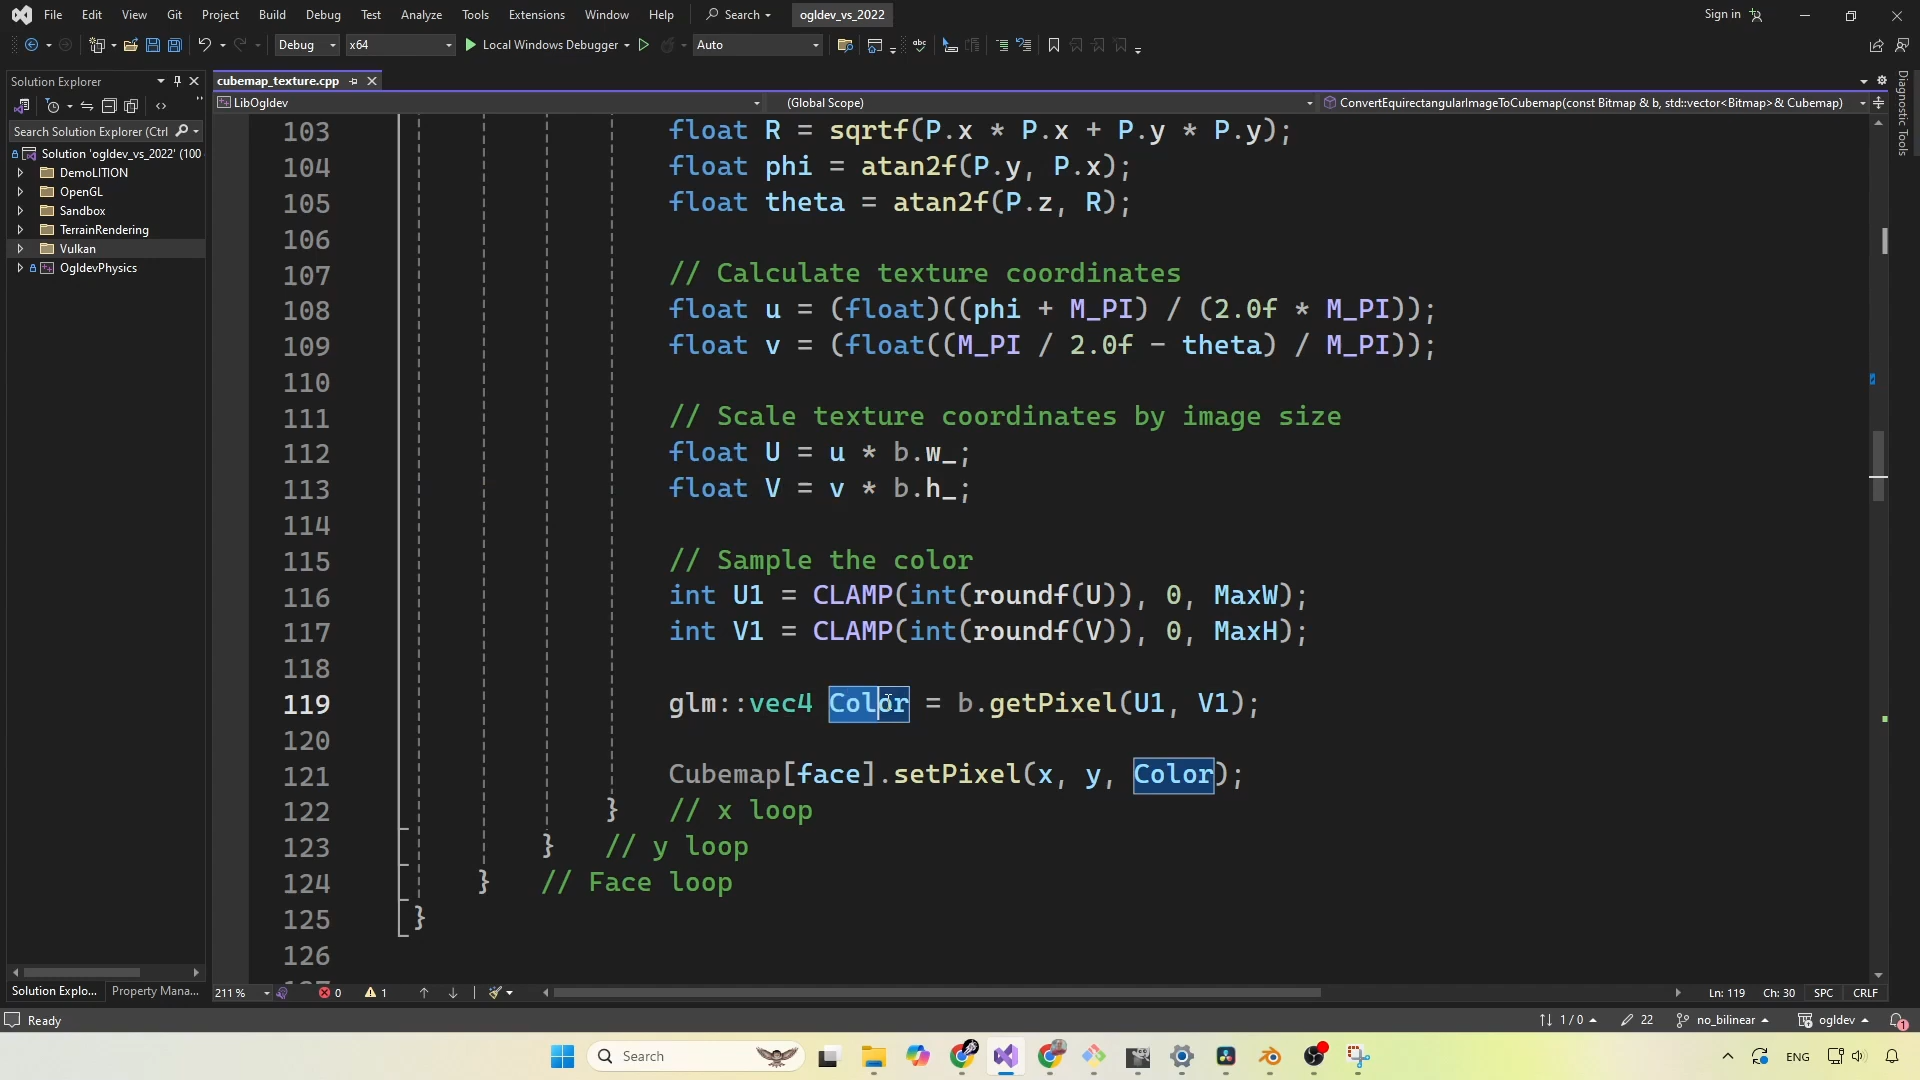 File Edit View Git Project Build Debug Test Analyze Tools Extensions Window Help Search ogldev_vs_2022 Sign in
Debug x64 Local Windows Debugger Auto
Solution Explorer
cubemap_texture.cpp
LibOgldev (Global Scope) ConvertEquirectangularImageToCubemap(const Bitmap & b, std::vector<Bitmap>& Cubemap)
Search Solution Explorer (Ctrl
Solution 'ogldev_vs_2022' (100
DemoLITION
OpenGL
Sandbox
TerrainRendering
Vulkan
OgldevPhysics
Diagnostic Tools
103 float R = sqrtf(P.x * P.x + P.y * P.y);
104 float phi = atan2f(P.y, P.x);
105 float theta = atan2f(P.z, R);
106
107 // Calculate texture coordinates
108 float u = (float)((phi + M_PI) / (2.0f * M_PI));
109 float v = (float((M_PI / 2.0f - theta) / M_PI));
110
111 // Scale texture coordinates by image size
112 float U = u * b.w_;
113 float V = v * b.h_;
114
115 // Sample the color
116 int U1 = CLAMP(int(roundf(U)), 0, MaxW);
117 int V1 = CLAMP(int(roundf(V)), 0, MaxH);
118
119 glm::vec4 Color = b.getPixel(U1, V1);
120
121 Cubemap[face].setPixel(x, y, Color);
122 } // x loop
123 } // y loop
124 } // Face loop
125 }
126
Solution Explo... Property Mana... 211 % 0 1 Ln: 119 Ch: 30 SPC CRLF
Ready 1 / 0 22 no_bilinear ogldev 1
Search ENG